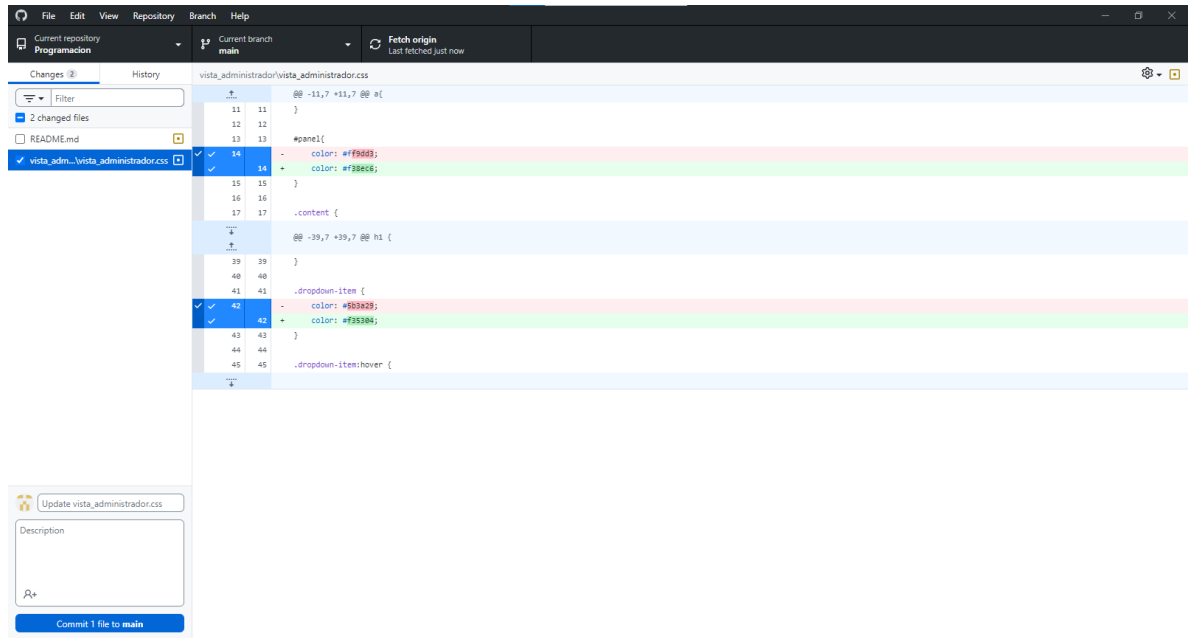 File Edit View Repository Branch Help
Current repository
Programacion
Current branch
main
Fetch origin
Last fetched just now
Changes 2 History
Filter
2 changed files
README.md
vista_adm...\vista_administrador.css
vista_administrador\vista_administrador.css
@@ -11,7 +11,7 @@ a{
11 11 }
12 12
13 13 #panel{
14 - color: #ff9dd3;
14 + color: #f38ec6;
15 15 }
16 16
17 17 .content {
@@ -39,7 +39,7 @@ h1 {
39 39 }
40 40
41 41 .dropdown-item {
42 - color: #5b3a29;
42 + color: #f35304;
43 43 }
44 44
45 45 .dropdown-item:hover {
Update vista_administrador.css
Description
Commit 1 file to main